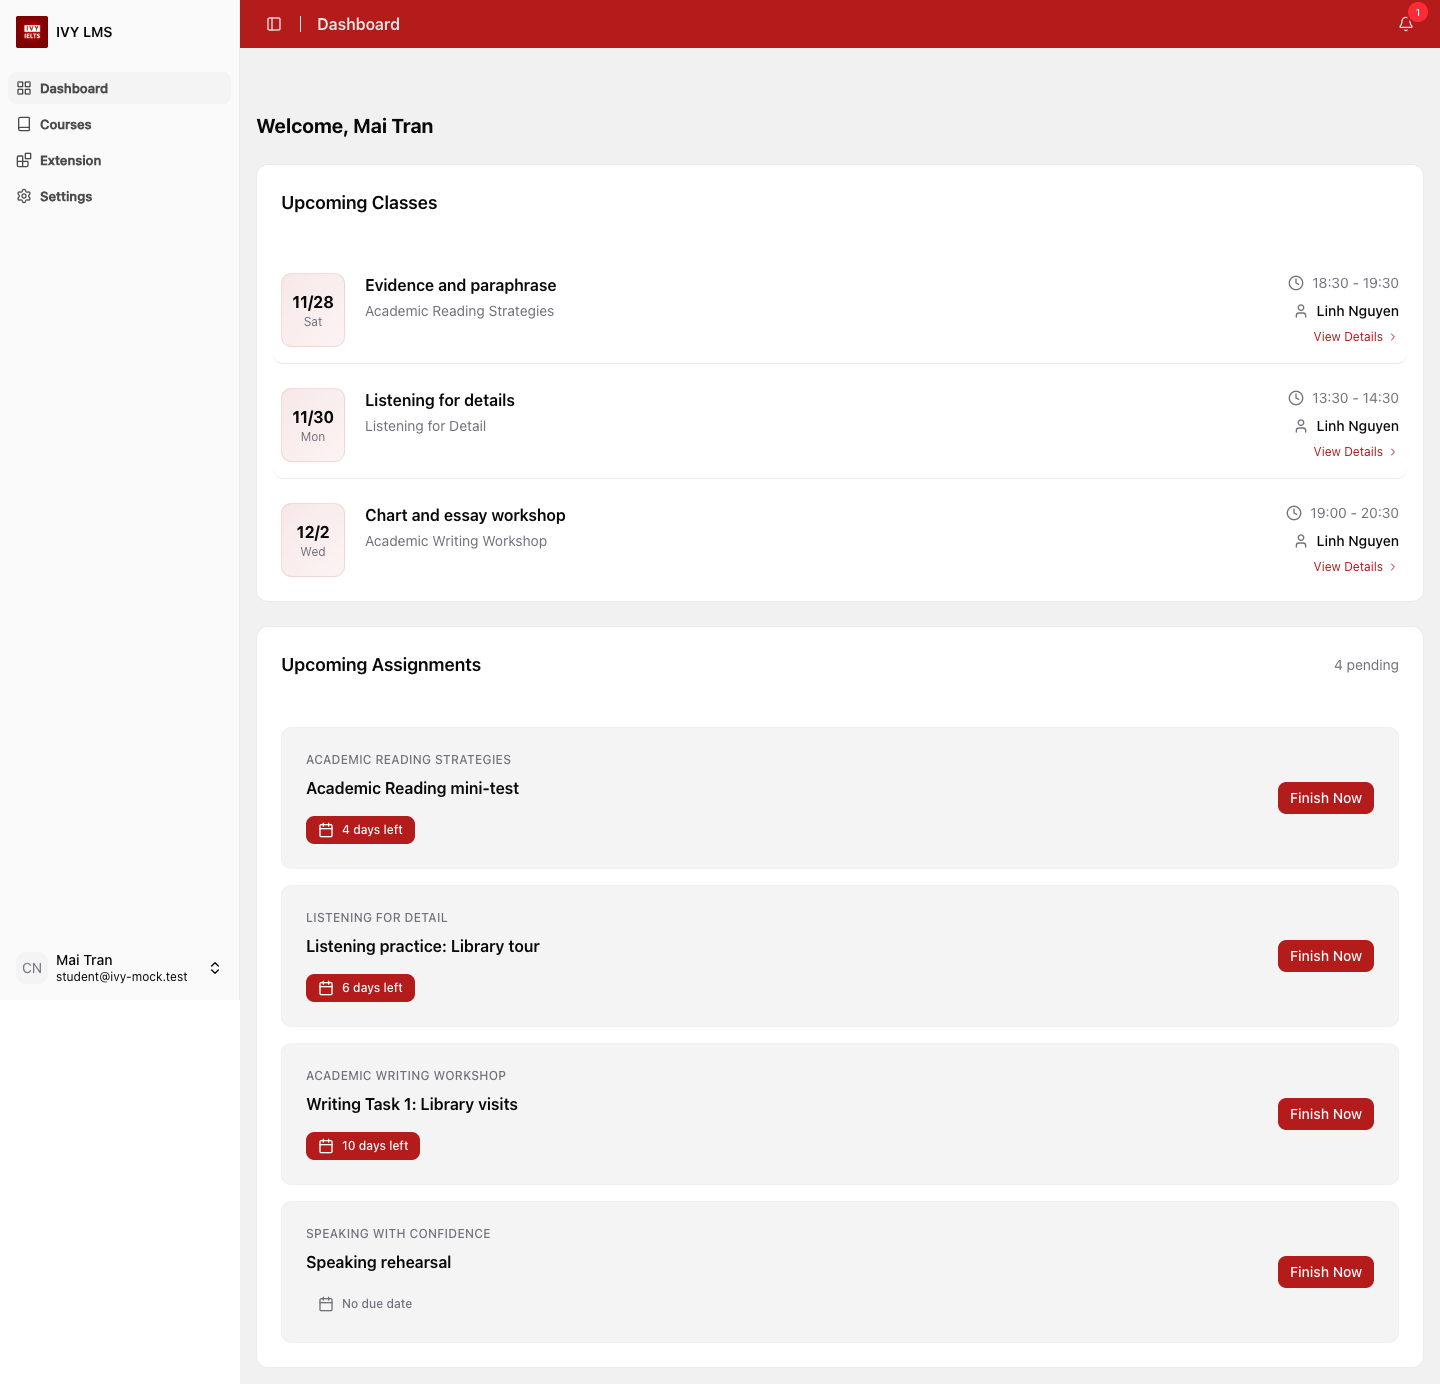 IVY
IELTS
IVY LMS
Dashboard
Courses
Extension
Settings
Mai Tran
CN
student@ivy-mock.test
Dashboard
1
Welcome, Mai Tran
Upcoming Classes
11/28
Sat
Evidence and paraphrase
Academic Reading Strategies
18:30 - 19:30
Linh Nguyen
View Details
11/30
Mon
Listening for details
Listening for Detail
13:30 - 14:30
Linh Nguyen
View Details
12/2
Wed
Chart and essay workshop
Academic Writing Workshop
19:00 - 20:30
Linh Nguyen
View Details
Upcoming Assignments
4 pending
ACADEMIC READING STRATEGIES
Academic Reading mini-test
4 days left
Finish Now
LISTENING FOR DETAIL
Listening practice: Library tour
6 days left
Finish Now
ACADEMIC WRITING WORKSHOP
Writing Task 1: Library visits
10 days left
Finish Now
SPEAKING WITH CONFIDENCE
Speaking rehearsal
No due date
Finish Now